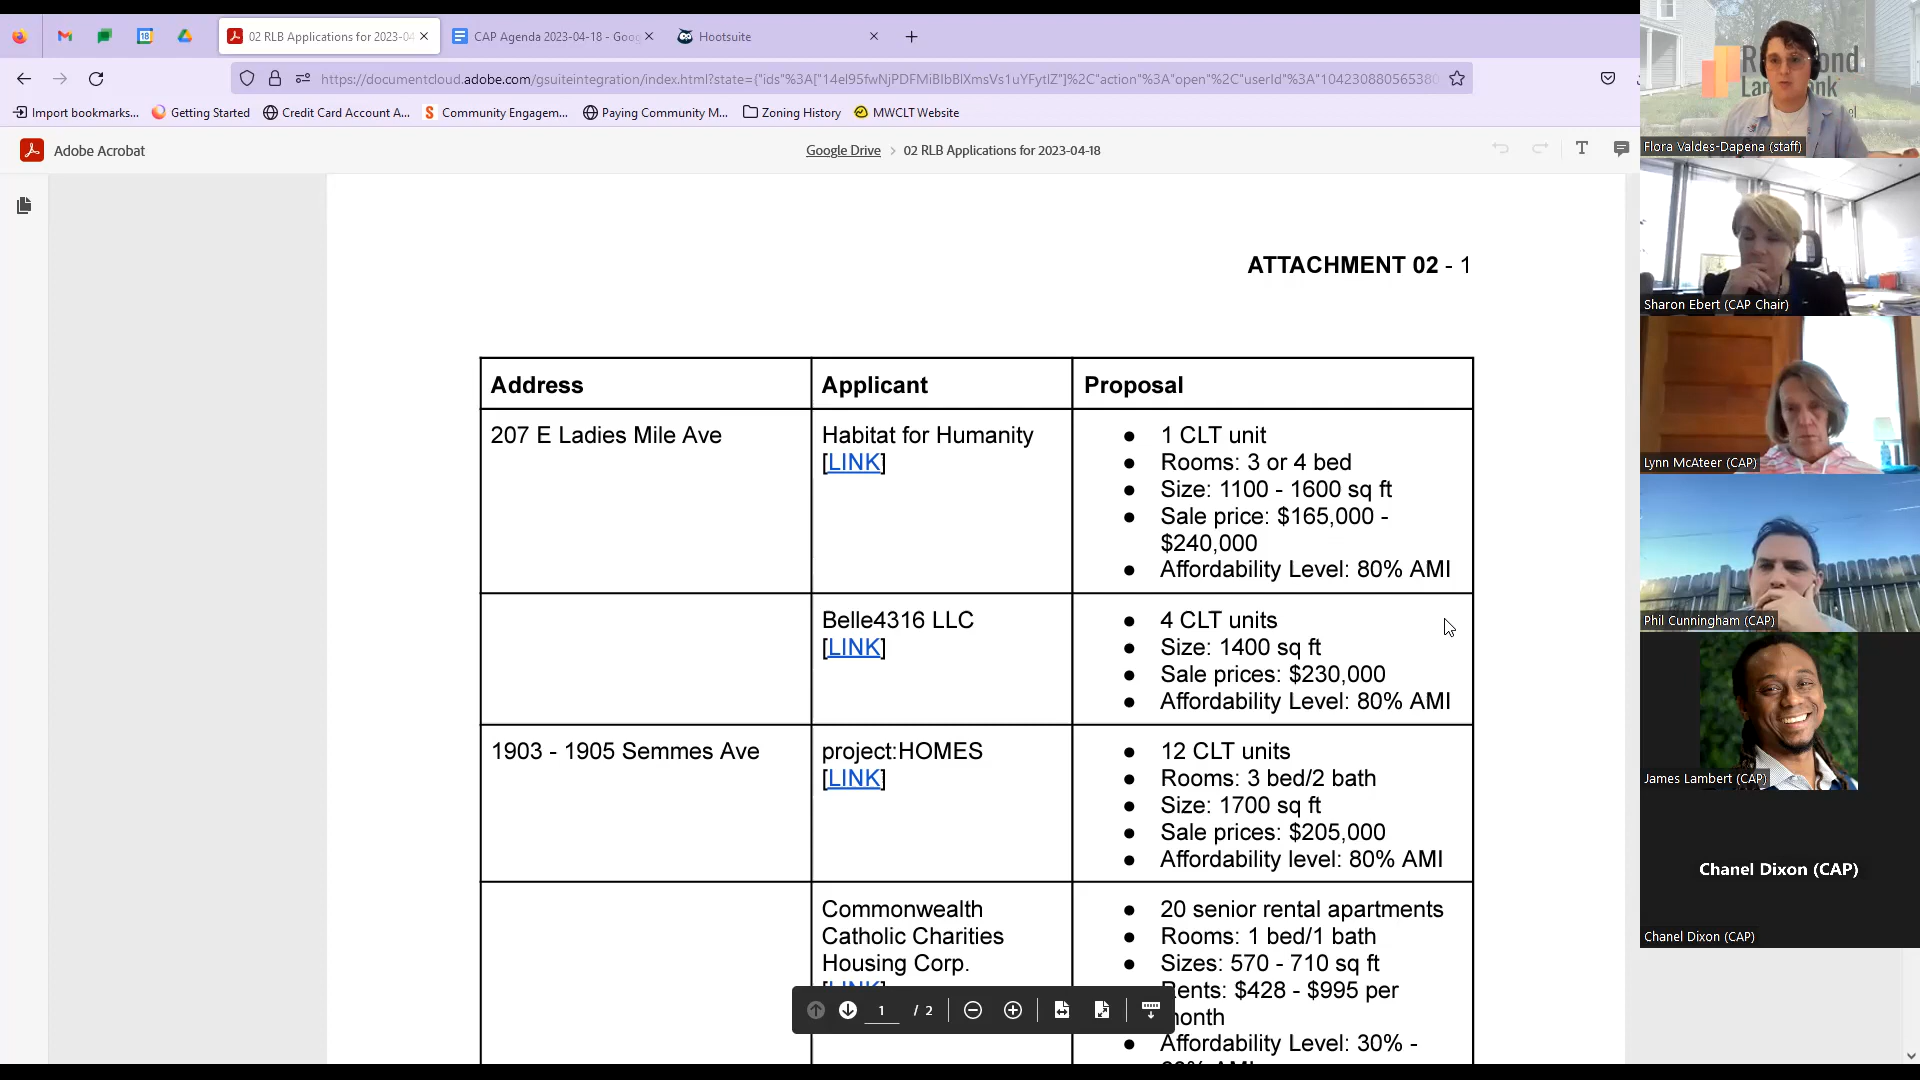 02 RLB Applications for 2023-04
CAP Agenda 2023-04-18 - Goog
Hootsuite
https://documentcloud.adobe.com/gsuiteintegration/index.html?state={"ids"%3A["14el95fwNjPDFMiBIbBlXmsVs1uYFytlZ"]%2C"action"%3A"open"%2C"userId"%3A"104230880565380
Import bookmarks...
Getting Started
Credit Card Account A...
Community Engagem...
Paying Community M...
Zoning History
MWCLT Website
Adobe Acrobat
Google Drive > 02 RLB Applications for 2023-04-18
ATTACHMENT 02 - 1
Address Applicant Proposal
207 E Ladies Mile Ave
Habitat for Humanity
[LINK]
● 1 CLT unit
● Rooms: 3 or 4 bed
● Size: 1100 - 1600 sq ft
● Sale price: $165,000 -
$240,000
● Affordability Level: 80% AMI
Belle4316 LLC
[LINK]
● 4 CLT units
● Size: 1400 sq ft
● Sale prices: $230,000
● Affordability Level: 80% AMI
1903 - 1905 Semmes Ave
project:HOMES
[LINK]
● 12 CLT units
● Rooms: 3 bed/2 bath
● Size: 1700 sq ft
● Sale prices: $205,000
● Affordability level: 80% AMI
Commonwealth
Catholic Charities
Housing Corp.
[LINK]
● 20 senior rental apartments
● Rooms: 1 bed/1 bath
● Sizes: 570 - 710 sq ft
Rents: $428 - $995 per
month
● Affordability Level: 30% -
1 / 2
Flora Valdes-Dapena (staff)
Sharon Ebert (CAP Chair)
Lynn McAteer (CAP)
Phil Cunningham (CAP)
James Lambert (CAP)
Chanel Dixon (CAP)
Chanel Dixon (CAP)